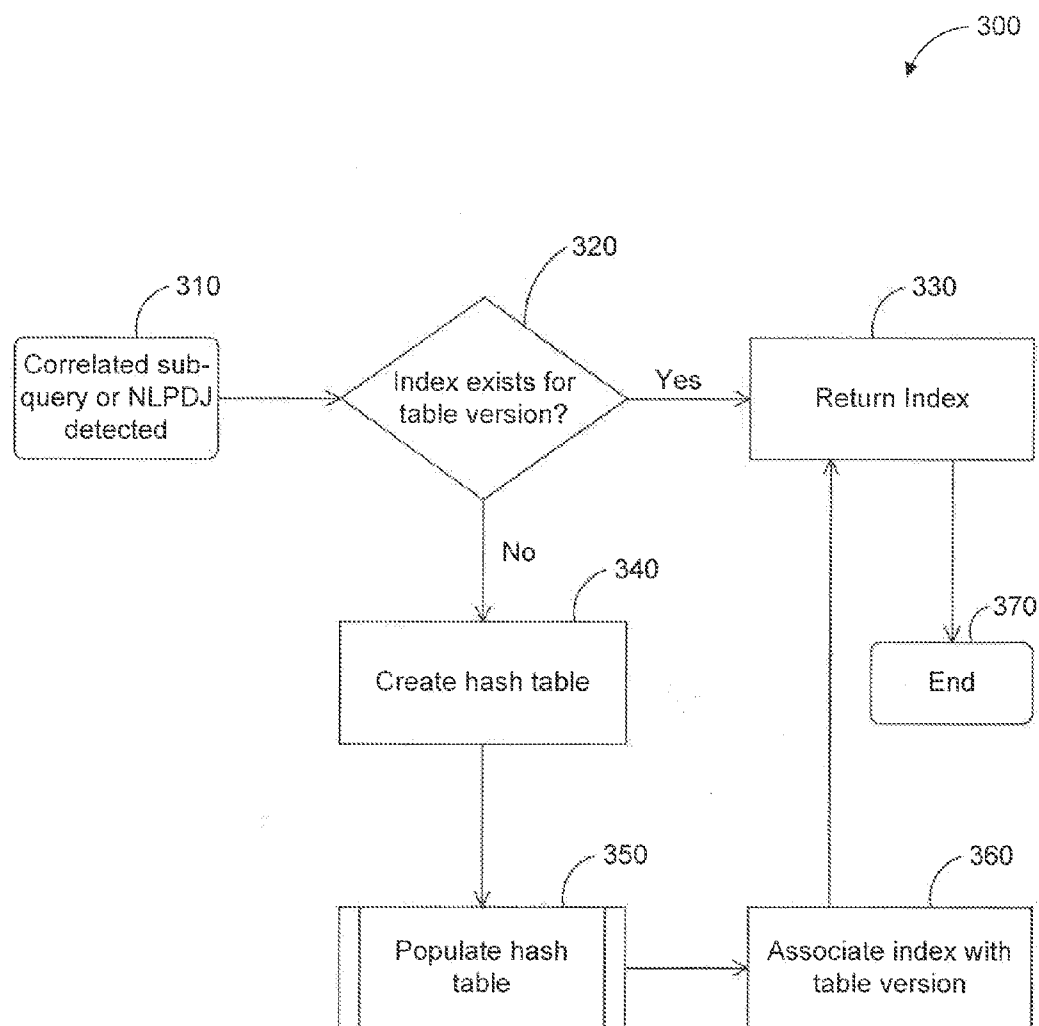 300
320
310
330
Correlated sub-
query or NLPDJ
detected
Index exists for
table version?
Yes
Return Index
No
340
370
Create hash table
End
350
360
Populate hash
table
Associate index with
table version